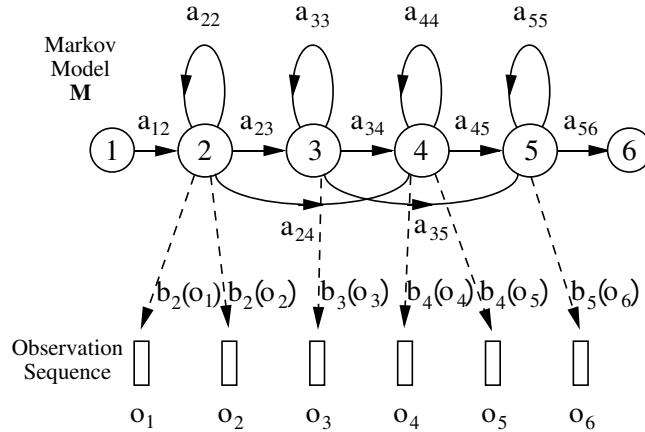 a22 a33 a44 a55
Markov
Model
M
a12 a23 a34 a45 a56
1 2 3 4 5 6
a24 a35
b2(o1) b2(o2) b3(o3) b4(o4) b4(o5) b5(o6)
Observation
Sequence
o1 o2 o3 o4 o5 o6